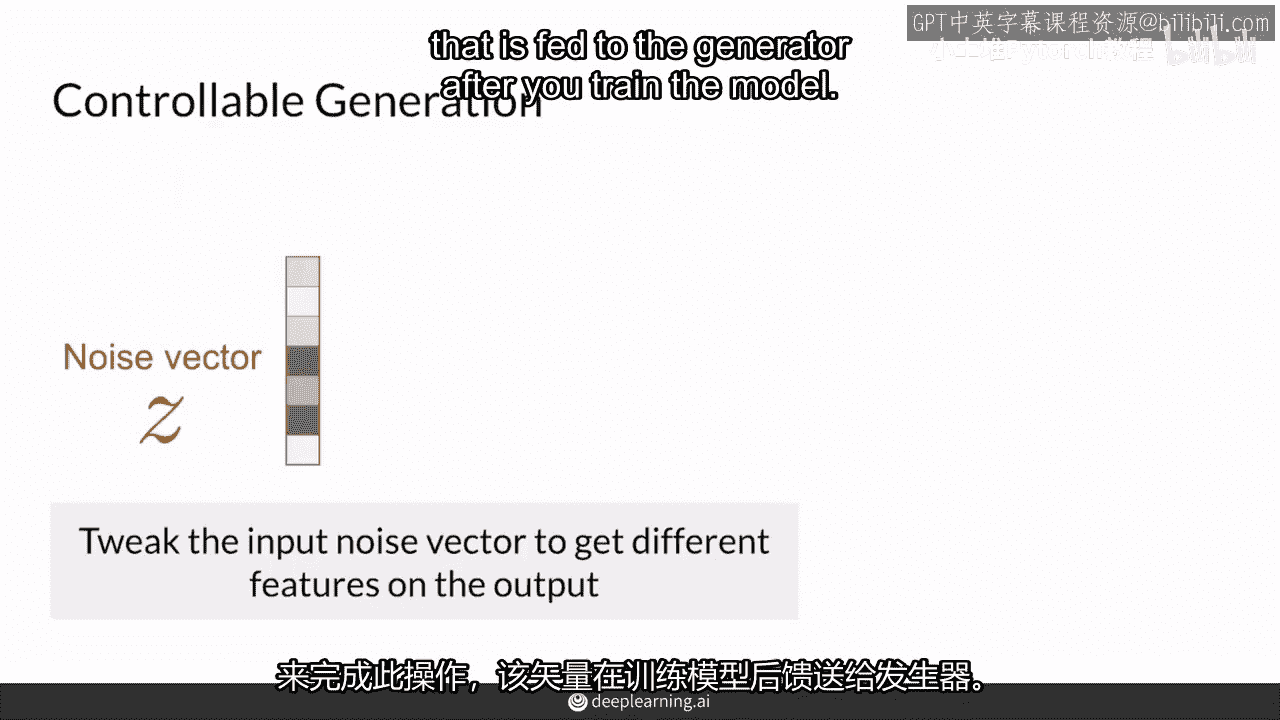 GPT中英字幕课程资源@bilibili.com
that is fed to the generator
after you train the model.
Controllable Generation
Noise vector
z
Tweak the input noise vector to get different
features on the output
来完成此操作，该矢量在训练模型后馈送给发生器。
deeplearning.ai